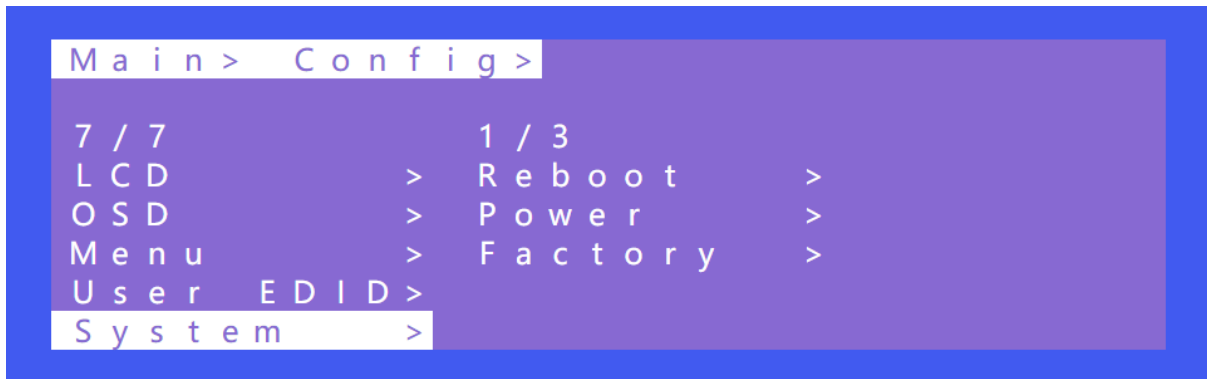 Main> Config>
7/7 1/3
LCD > Reboot >
OSD > Power >
Menu > Factory >
User EDID>
System >